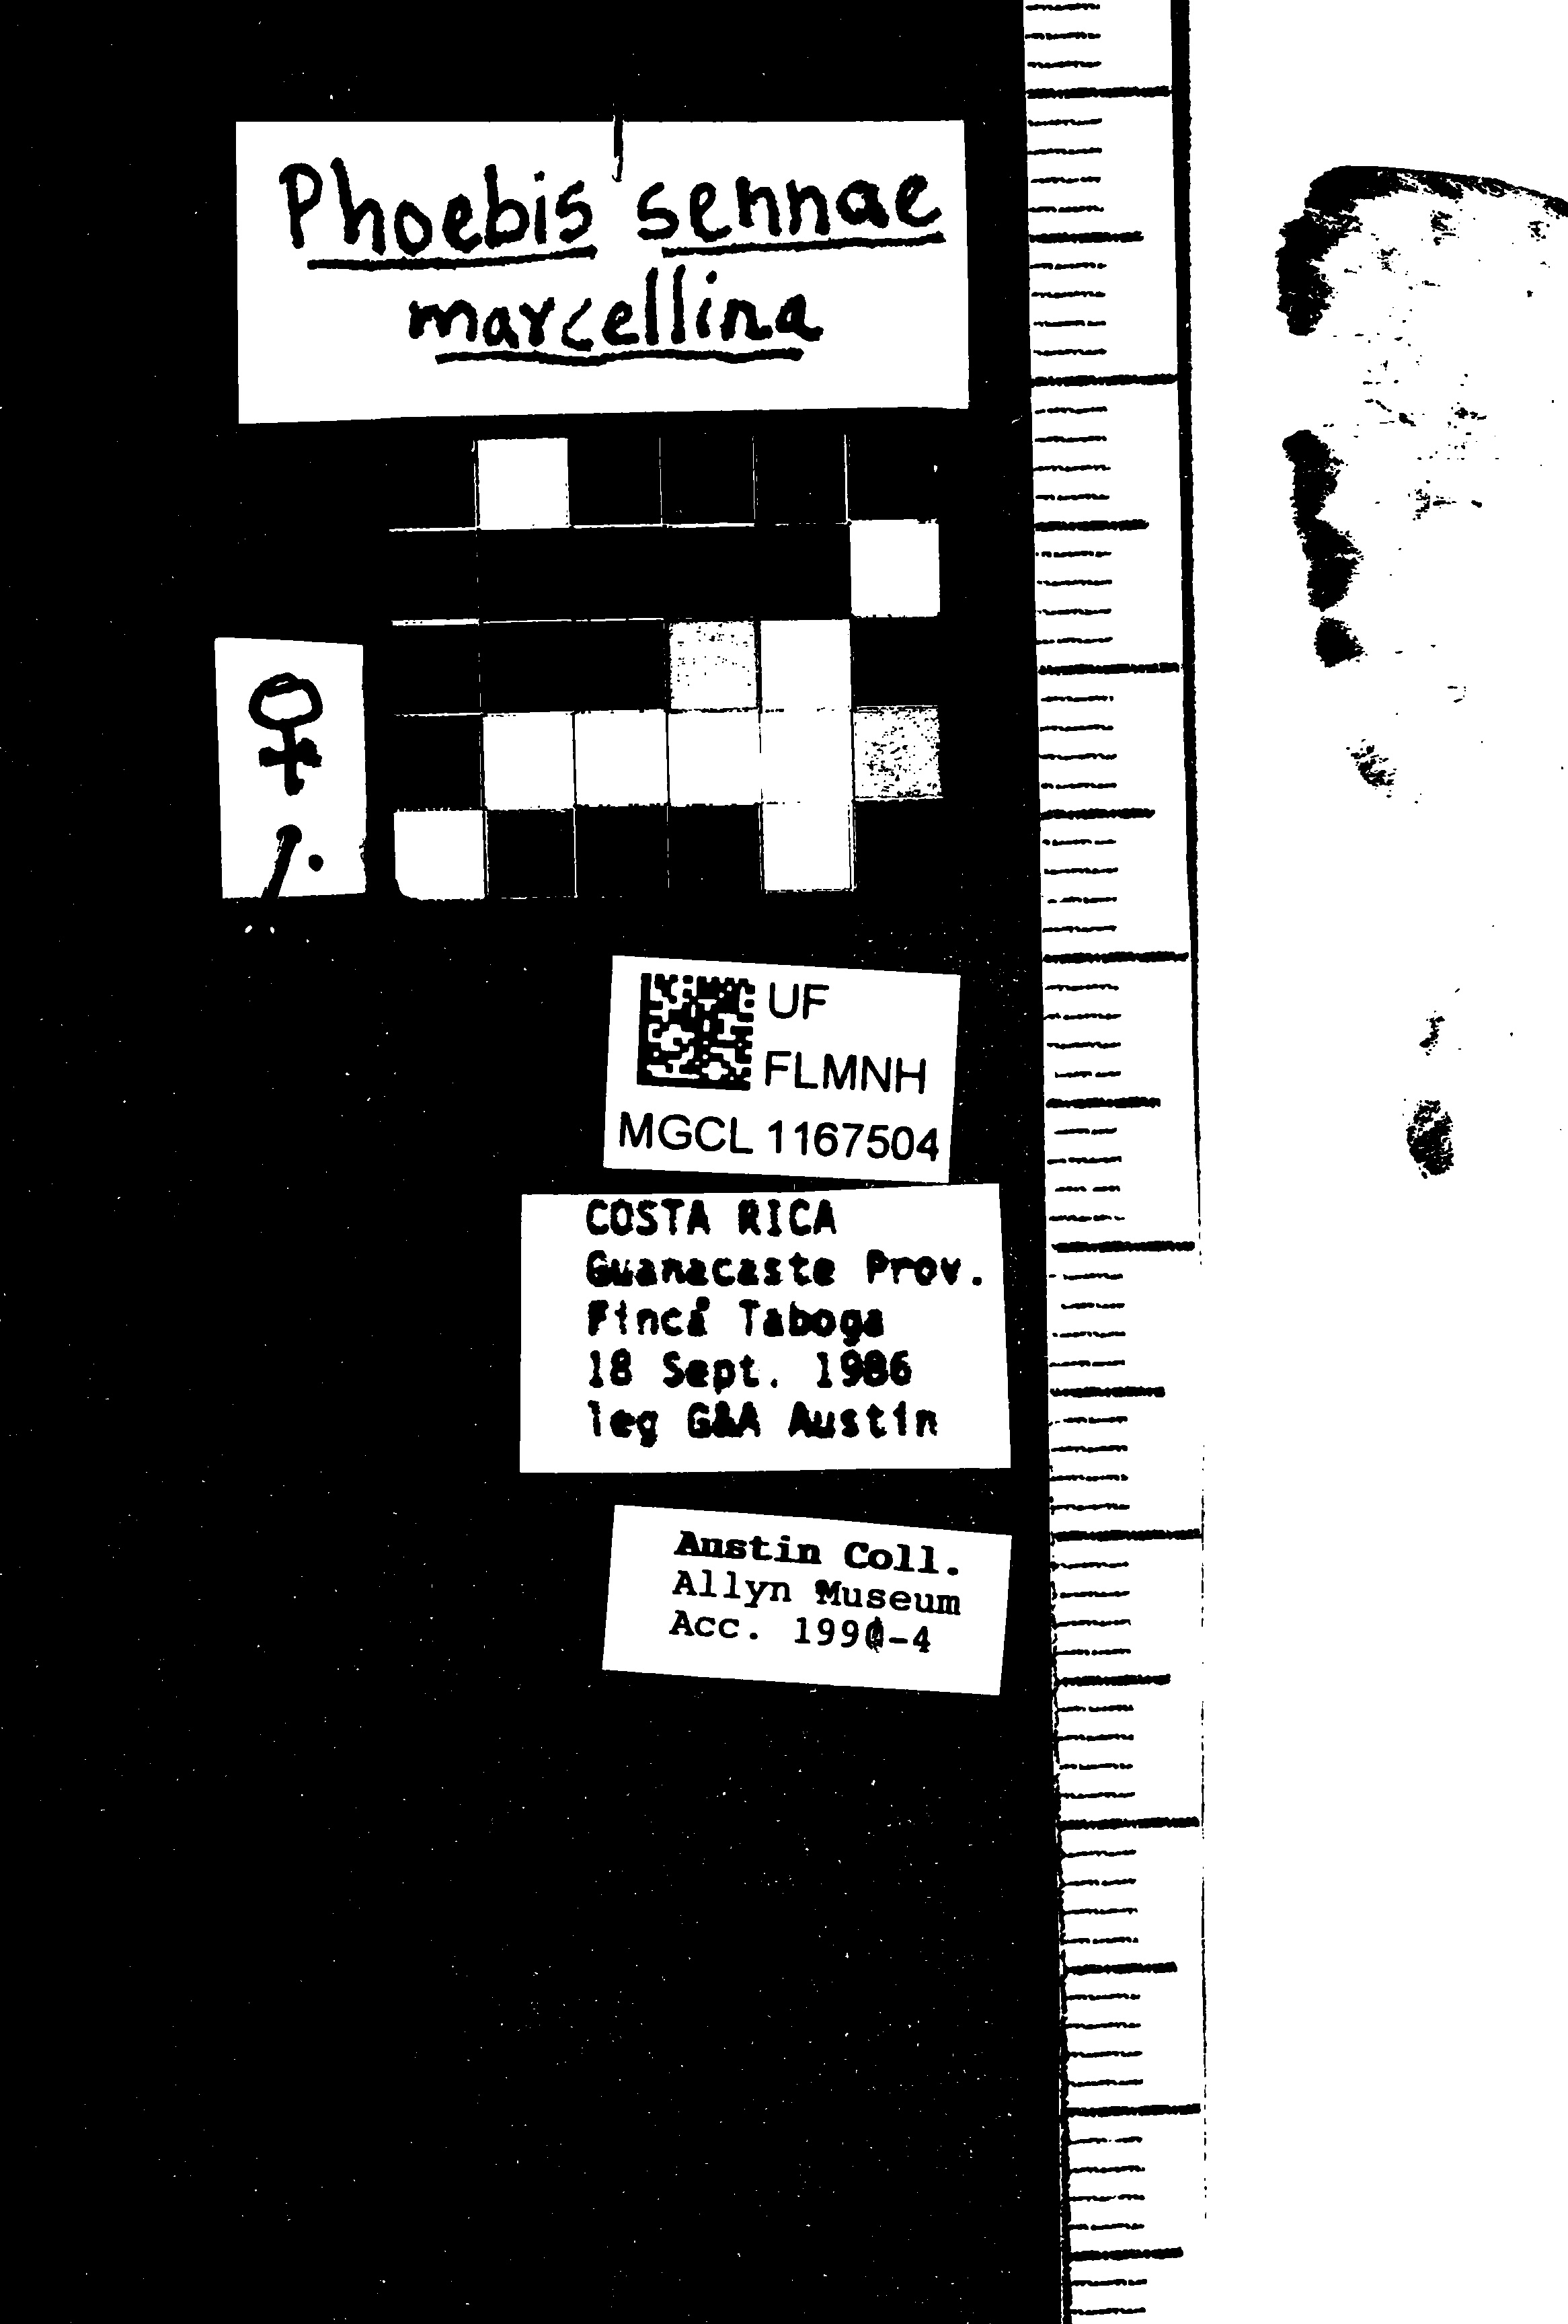 Phoebis sennae
marcellina
♀
UF
FLMNH
MGCL 1167504
COSTA RICA
Guanacaste Prov.
Finca Taboga
18 Sept. 1986
leg G&A Austin
Austin Coll.
Allyn Museum
Acc. 1990-4